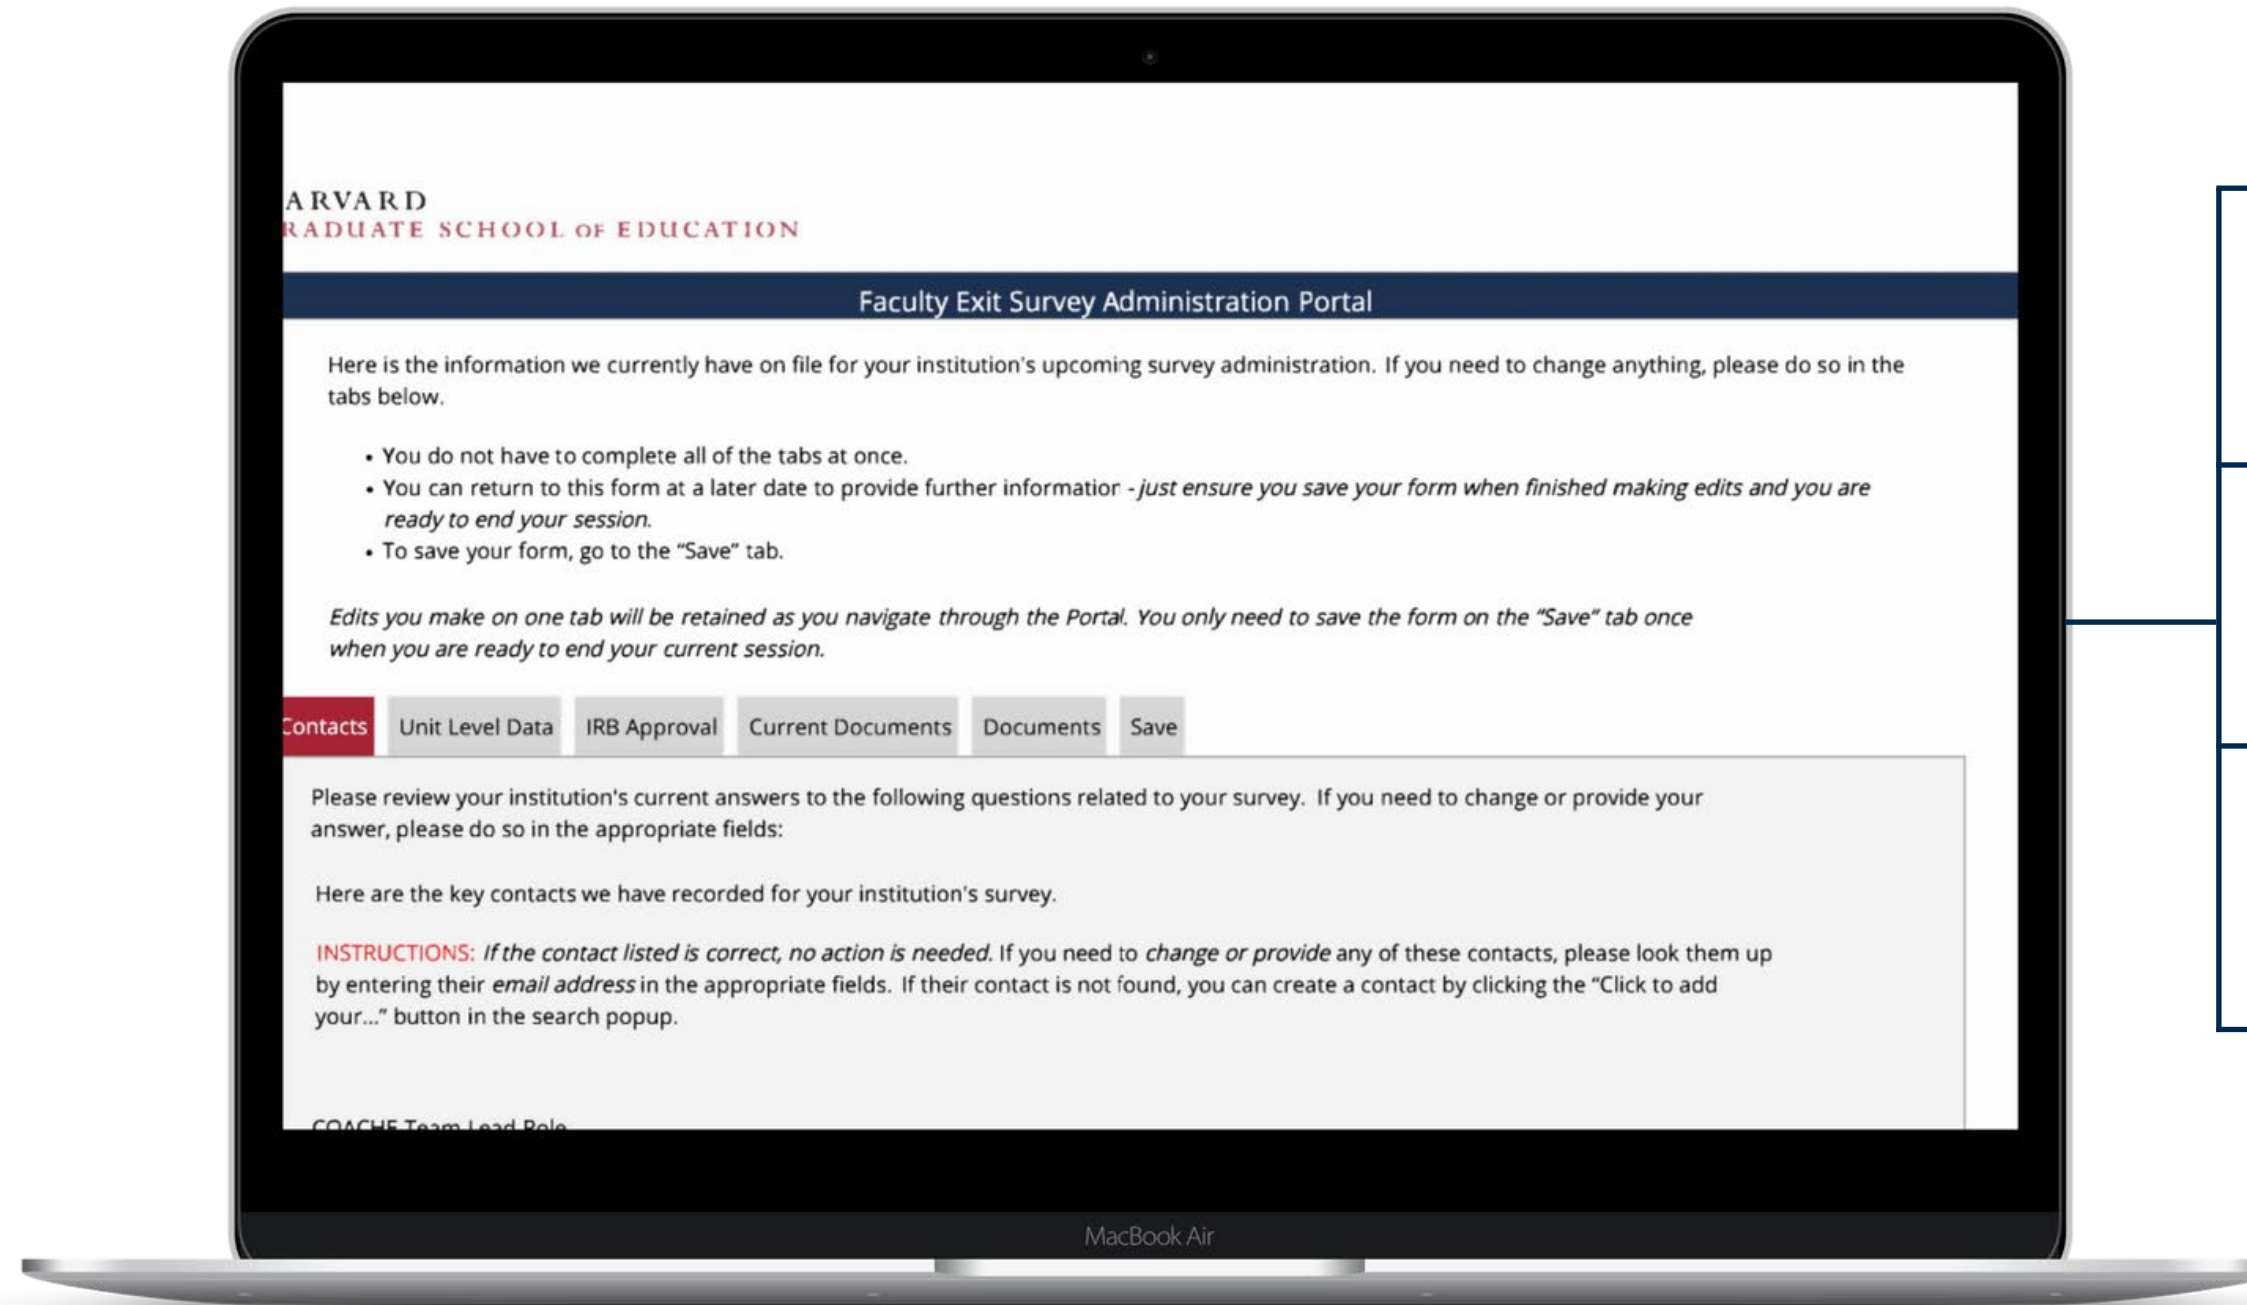 ARVARD
RADUATE SCHOOL OF EDUCATION
Faculty Exit Survey Administration Portal
Here is the information we currently have on file for your institution's upcoming survey administration. If you need to change anything, please do so in the
tabs below.
• You do not have to complete all of the tabs at once.
• You can return to this form at a later date to provide further information - just ensure you save your form when finished making edits and you are
ready to end your session.
• To save your form, go to the “Save” tab.
Edits you make on one tab will be retained as you navigate through the Portal. You only need to save the form on the “Save” tab once
when you are ready to end your current session.
Contacts Unit Level Data IRB Approval Current Documents Documents Save
Please review your institution's current answers to the following questions related to your survey. If you need to change or provide your
answer, please do so in the appropriate fields:
Here are the key contacts we have recorded for your institution's survey.
INSTRUCTIONS: If the contact listed is correct, no action is needed. If you need to change or provide any of these contacts, please look them up
by entering their email address in the appropriate fields. If their contact is not found, you can create a contact by clicking the “Click to add
your...” button in the search popup.
COACHE Team Lead Role
MacBook Air